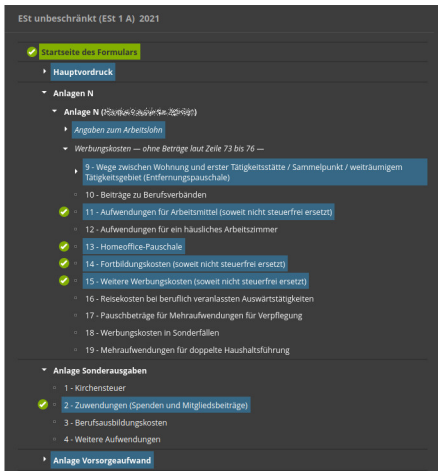 ESt unbeschränkt (ESt 1 A) 2021
Startseite des Formulars
Hauptvordruck
Anlagen N
Anlage N (
Angaben zum Arbeitslohn
Werbungskosten — ohne Beträge laut Zeile 73 bis 76 —
9 - Wege zwischen Wohnung und erster Tätigkeitsstätte / Sammelpunkt / weiträumigem
Tätigkeitsgebiet (Entfernungspauschale)
10 - Beiträge zu Berufsverbänden
11 - Aufwendungen für Arbeitsmittel (soweit nicht steuerfrei ersetzt)
12 - Aufwendungen für ein häusliches Arbeitszimmer
13 - Homeoffice-Pauschale
14 - Fortbildungskosten (soweit nicht steuerfrei ersetzt)
15 - Weitere Werbungskosten (soweit nicht steuerfrei ersetzt)
16 - Reisekosten bei beruflich veranlassten Auswärtstätigkeiten
17 - Pauschbeträge für Mehraufwendungen für Verpflegung
18 - Werbungskosten in Sonderfällen
19 - Mehraufwendungen für doppelte Haushaltsführung
Anlage Sonderausgaben
1 - Kirchensteuer
2 - Zuwendungen (Spenden und Mitgliedsbeiträge)
3 - Berufsausbildungskosten
4 - Weitere Aufwendungen
Anlage Vorsorgeaufwand